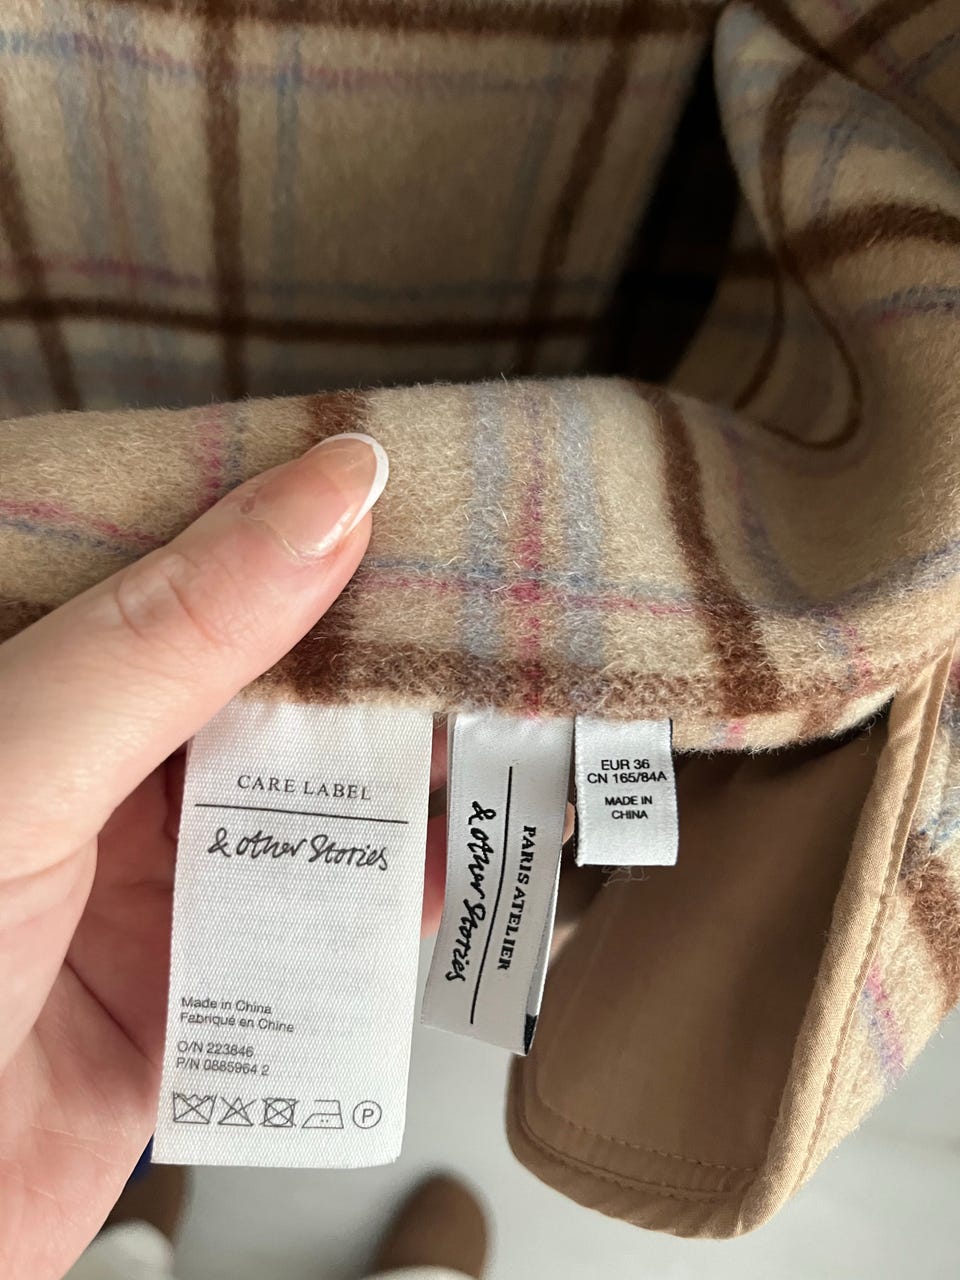 CARE LABEL
& other Stories
Made in China
Fabriqué en Chine
O/N 223846
P/N 0885964 2
P
PARIS ATELIER
& other Stories
EUR 36
CN 165/84A
MADE IN
CHINA